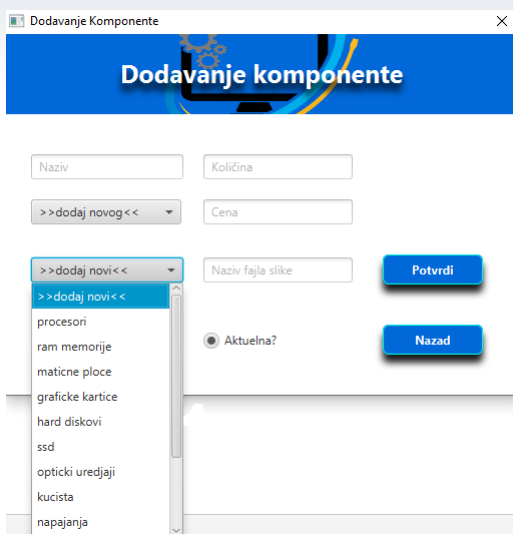 Dodavanje Komponente
Dodavanje komponente
Naziv
Količina
>>dodaj novog<<
Cena
>>dodaj novi<<
Naziv fajla slike
Potvrdi
>>dodaj novi<<
procesori
ram memorije
Aktuelna?
Nazad
maticne ploce
graficke kartice
hard diskovi
ssd
opticki uredjaji
kucista
napajanja